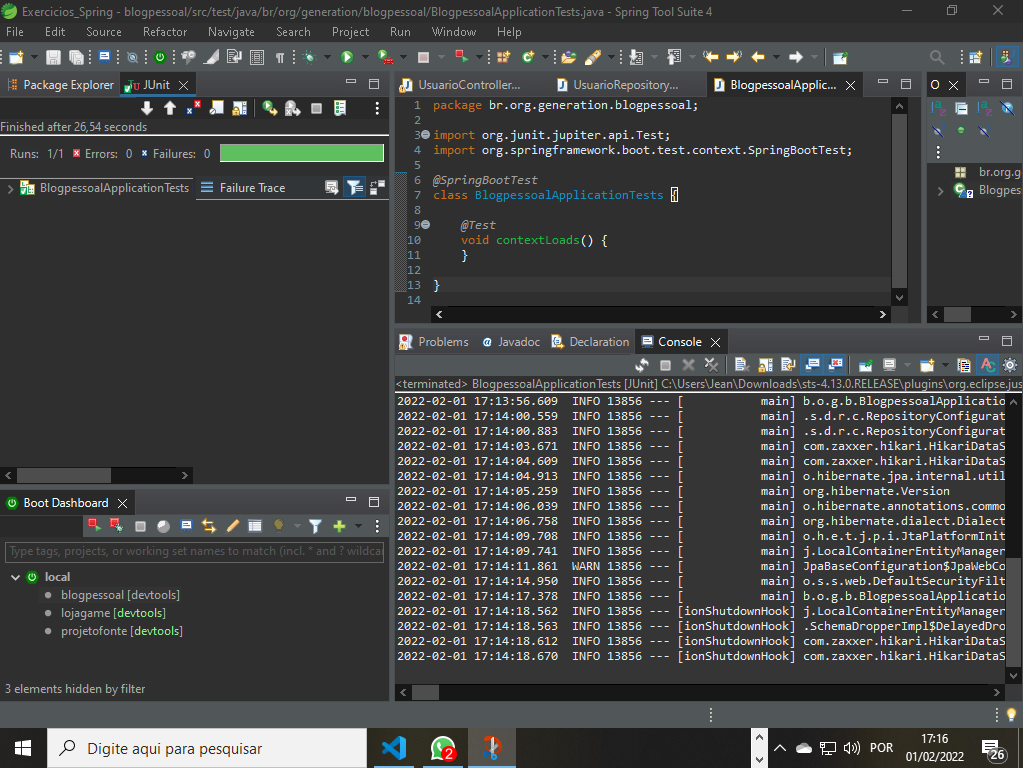 Exercicios_Spring - blogpessoal/src/test/java/br/org/generation/blogpessoal/BlogpessoalApplicationTests.java - Spring Tool Suite 4
File Edit Source Refactor Navigate Search Project Run Window Help
Package Explorer JUnit
Finished after 26,54 seconds
Runs: 1/1 Errors: 0 Failures: 0
BlogpessoalApplicationTests Failure Trace
UsuarioController... UsuarioRepository... BlogpessoalApplic...
1 package br.org.generation.blogpessoal;
2
3 import org.junit.jupiter.api.Test;
4 import org.springframework.boot.test.context.SpringBootTest;
5
6 @SpringBootTest
7 class BlogpessoalApplicationTests {
8
9 @Test
10 void contextLoads() {
11 }
12
13 }
14
O
br.org.g
Blogpes
Problems Javadoc Declaration Console
<terminated> BlogpessoalApplicationTests [JUnit] C:\Users\Jean\Downloads\sts-4.13.0.RELEASE\plugins\org.eclipse.jus
2022-02-01 17:13:56.609 INFO 13856 --- [ main] b.o.g.b.BlogpessoalApplicatio
2022-02-01 17:14:00.559 INFO 13856 --- [ main] .s.d.r.c.RepositoryConfigurat
2022-02-01 17:14:00.883 INFO 13856 --- [ main] .s.d.r.c.RepositoryConfigurat
2022-02-01 17:14:03.671 INFO 13856 --- [ main] com.zaxxer.hikari.HikariDataS
2022-02-01 17:14:04.609 INFO 13856 --- [ main] com.zaxxer.hikari.HikariDataS
2022-02-01 17:14:04.913 INFO 13856 --- [ main] o.hibernate.jpa.internal.util
2022-02-01 17:14:05.259 INFO 13856 --- [ main] org.hibernate.Version
2022-02-01 17:14:06.039 INFO 13856 --- [ main] o.hibernate.annotations.commo
2022-02-01 17:14:06.758 INFO 13856 --- [ main] org.hibernate.dialect.Dialect
2022-02-01 17:14:09.708 INFO 13856 --- [ main] o.h.e.t.j.p.i.JtaPlatformInit
2022-02-01 17:14:09.741 INFO 13856 --- [ main] j.LocalContainerEntityManager
2022-02-01 17:14:11.861 WARN 13856 --- [ main] JpaBaseConfiguration$JpaWebCo
2022-02-01 17:14:14.950 INFO 13856 --- [ main] o.s.s.web.DefaultSecurityFilt
2022-02-01 17:14:17.378 INFO 13856 --- [ main] b.o.g.b.BlogpessoalApplicatio
2022-02-01 17:14:18.562 INFO 13856 --- [ionShutdownHook] j.LocalContainerEntityManager
2022-02-01 17:14:18.563 INFO 13856 --- [ionShutdownHook] .SchemaDropperImpl$DelayedDro
2022-02-01 17:14:18.612 INFO 13856 --- [ionShutdownHook] com.zaxxer.hikari.HikariDataS
2022-02-01 17:14:18.670 INFO 13856 --- [ionShutdownHook] com.zaxxer.hikari.HikariDataS
Boot Dashboard
Type tags, projects, or working set names to match (incl. * and ? wildcar
local
blogpessoal [devtools]
lojagame [devtools]
projetofonte [devtools]
3 elements hidden by filter
Digite aqui para pesquisar
2
POR
17:16
01/02/2022
26